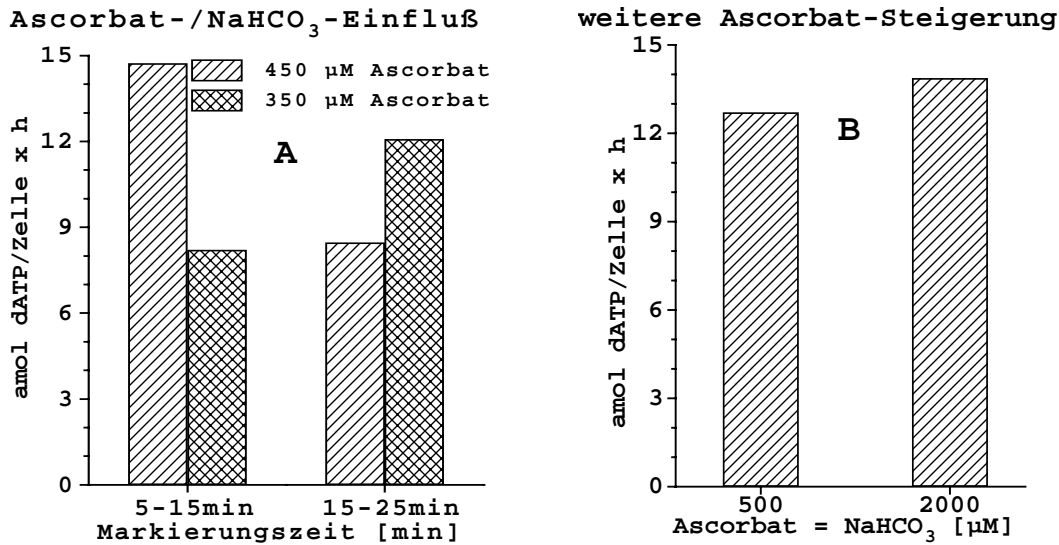 Ascorbat-/NaHCO₃-Einfluß
15
12
9
6
3
0
amol dATP/Zelle x h
450 µM Ascorbat
350 µM Ascorbat
A
5-15min 15-25min
Markierungszeit [min]
weitere Ascorbat-Steigerung
15
12
9
6
3
0
amol dATP/Zelle x h
B
500 2000
Ascorbat = NaHCO₃ [µM]